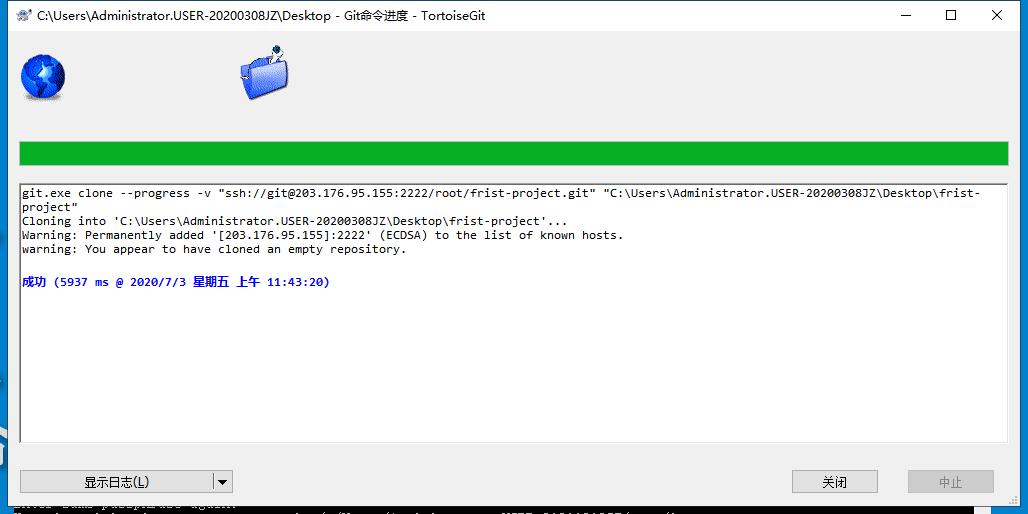 C:\Users\Administrator.USER-20200308JZ\Desktop - Git命令进度 - TortoiseGit
git.exe clone --progress -v "ssh://git@203.176.95.155:2222/root/frist-project.git" "C:\Users\Administrator.USER-20200308JZ\Desktop\frist-
project"
Cloning into 'C:\Users\Administrator.USER-20200308JZ\Desktop\frist-project'...
Warning: Permanently added '[203.176.95.155]:2222' (ECDSA) to the list of known hosts.
warning: You appear to have cloned an empty repository.
成功 (5937 ms @ 2020/7/3 星期五 上午 11:43:20)
显示日志(L)
关闭
中止